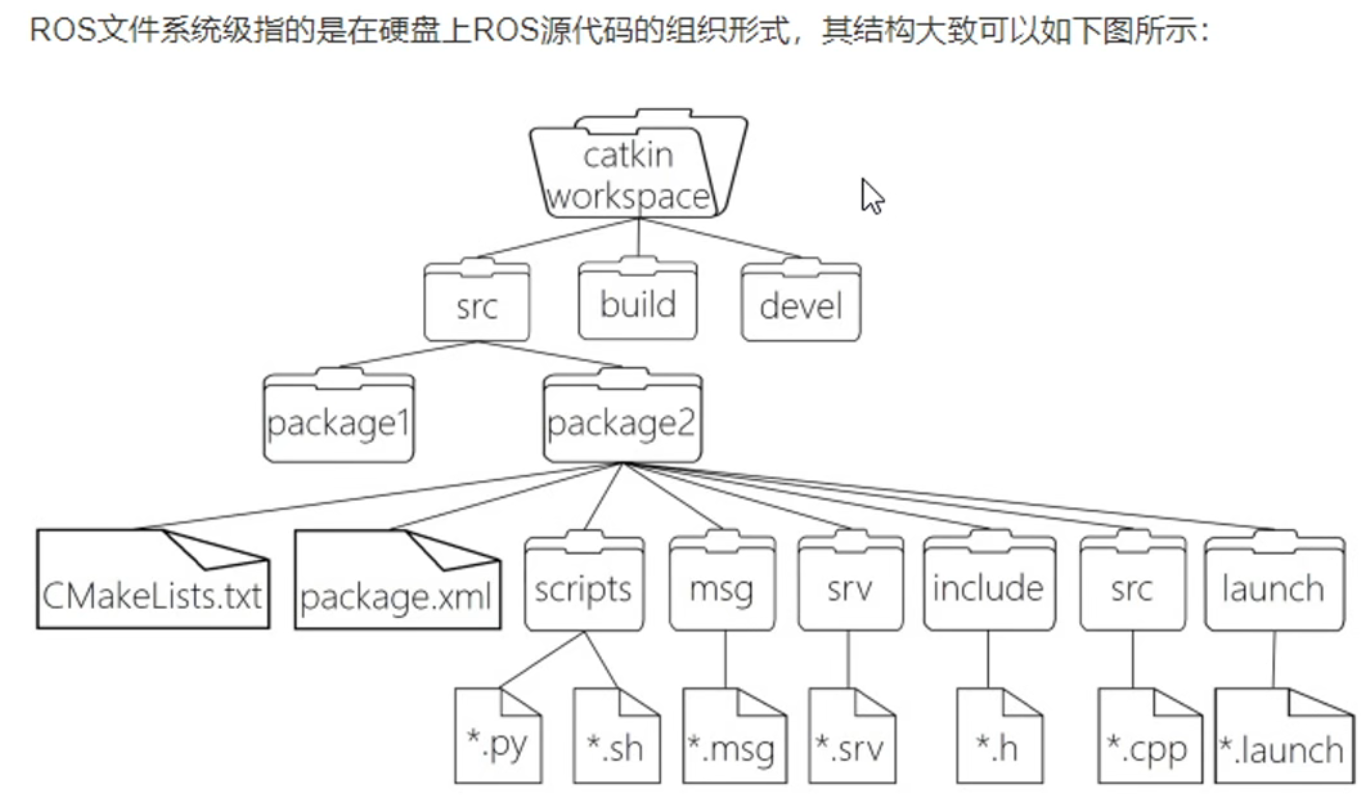 ROS文件系统级指的是在硬盘上ROS源代码的组织形式，其结构大致可以如下图所示：
catkin
workspace
src
build
devel
package1
package2
CMakeLists.txt
package.xml
scripts
msg
srv
include
src
launch
*.py
*.sh
*.msg
*.srv
*.h
*.cpp
*.launch